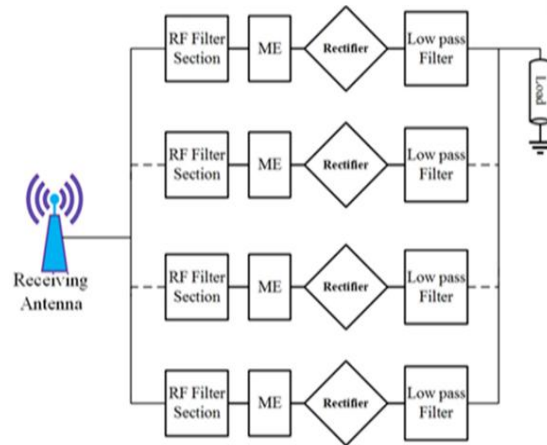 RF Filter
Section
ME
Rectifier
Low pass
Filter
Load
RF Filter
Section
ME
Rectifier
Low pass
Filter
Receiving
Antenna
RF Filter
Section
ME
Rectifier
Low pass
Filter
RF Filter
Section
ME
Rectifier
Low pass
Filter